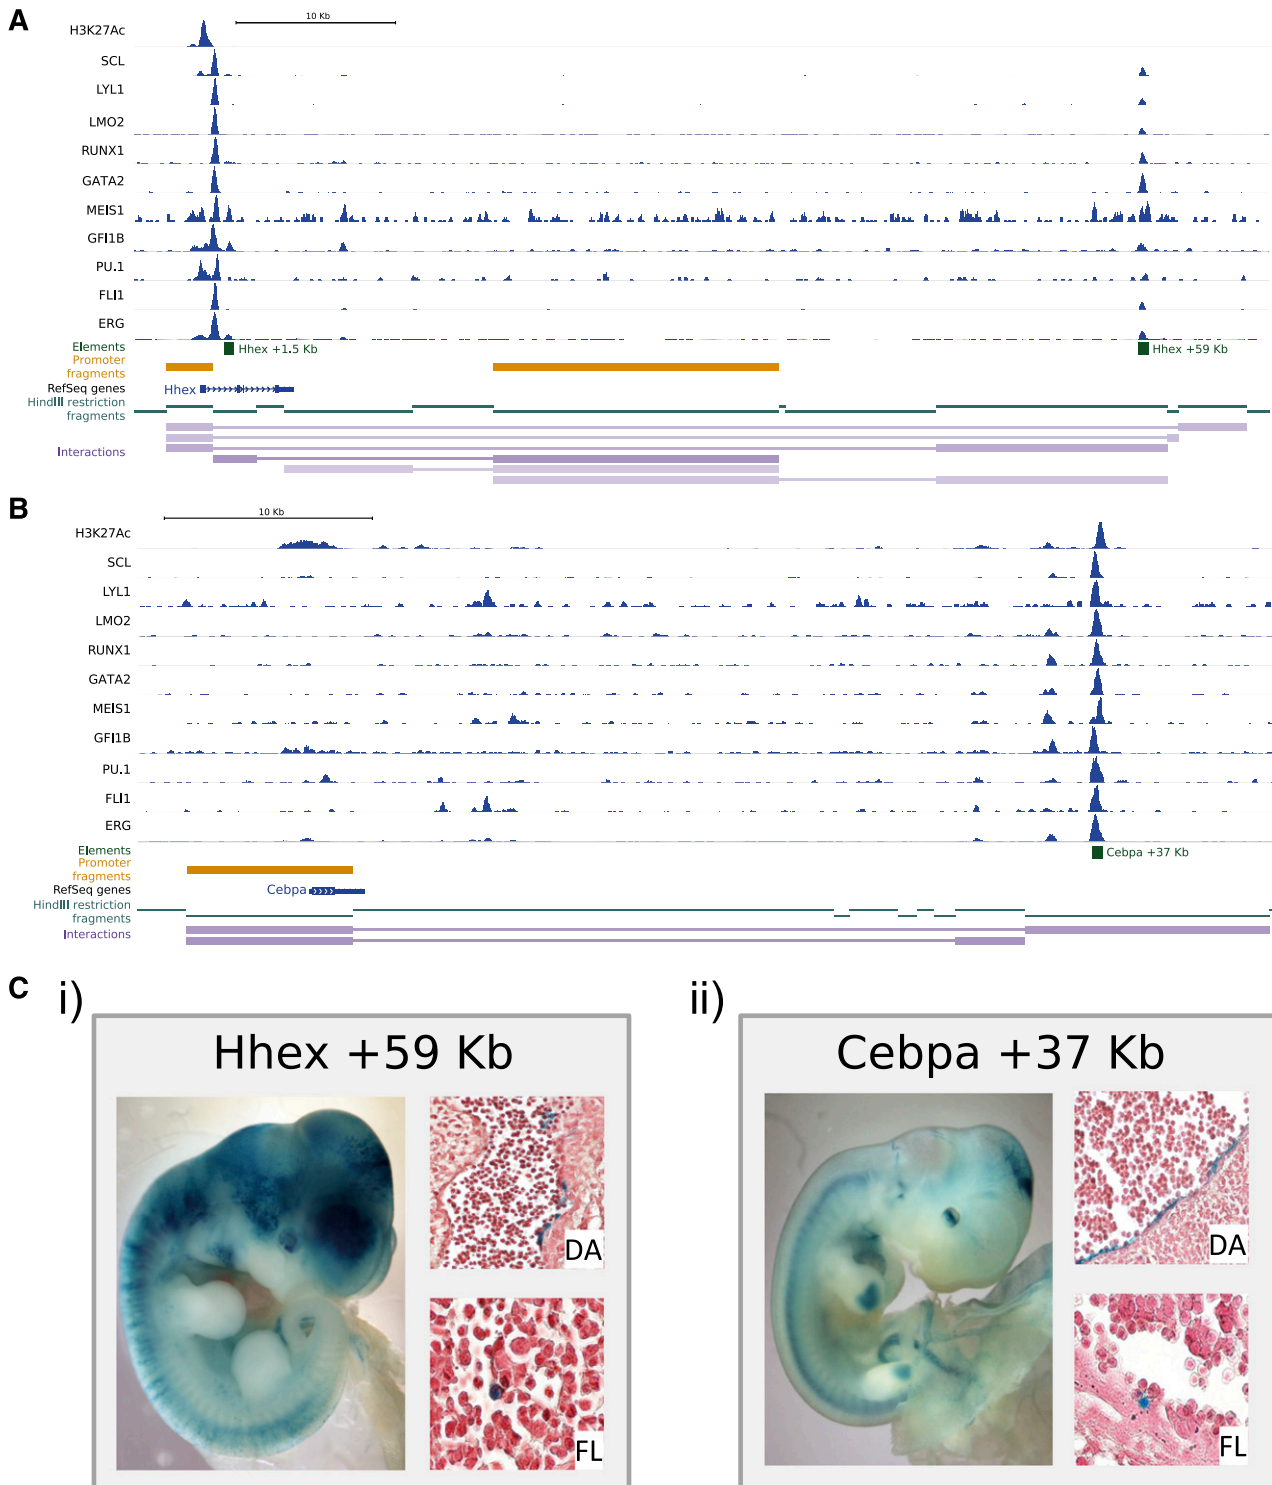 A
10 Kb
H3K27Ac
SCL
LYL1
LMO2
RUNX1
GATA2
MEIS1
GFI1B
PU.1
FLI1
ERG
Elements
Hhex +1.5 Kb
Hhex +59 Kb
Promoter
fragments
RefSeq genes
Hhex
HindIII restriction
fragments
Interactions
B
10 Kb
H3K27Ac
SCL
LYL1
LMO2
RUNX1
GATA2
MEIS1
GFI1B
PU.1
FLI1
ERG
Elements
Cebpa +37 Kb
Promoter
fragments
RefSeq genes
Cebpa
HindIII restriction
fragments
Interactions
C
i)
Hhex +59 Kb
DA
FL
ii)
Cebpa +37 Kb
DA
FL